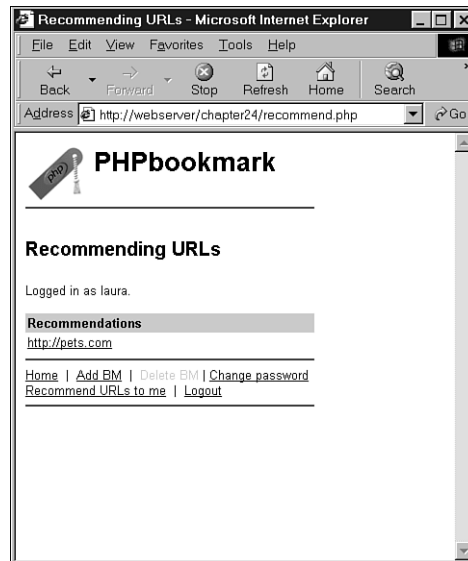 Recommending URLs - Microsoft Internet Explorer
File Edit View Favorites Tools Help
Back Forward Stop Refresh Home Search
Address http://webserver/chapter24/recommend.php Go
php PHPbookmark
Recommending URLs
Logged in as laura.
Recommendations
http://pets.com
Home | Add BM | Delete BM | Change password
Recommend URLs to me | Logout